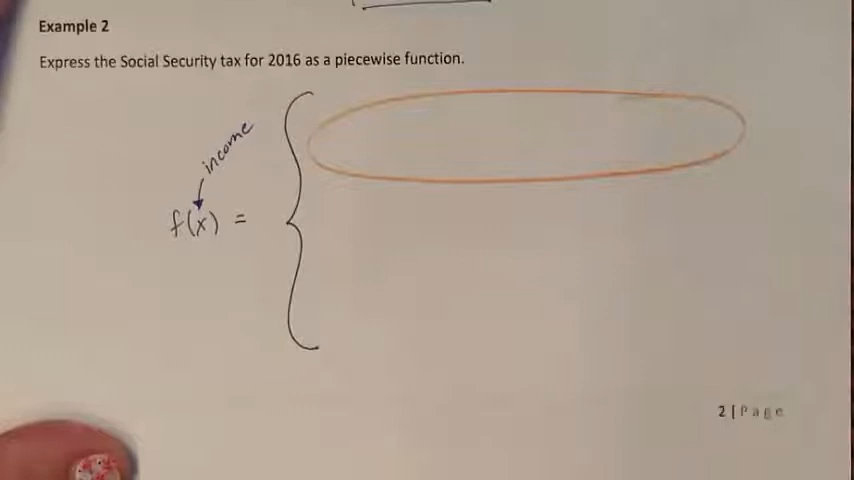 Example 2
Express the Social Security tax for 2016 as a piecewise function.
income
f(x) =
2 | Page